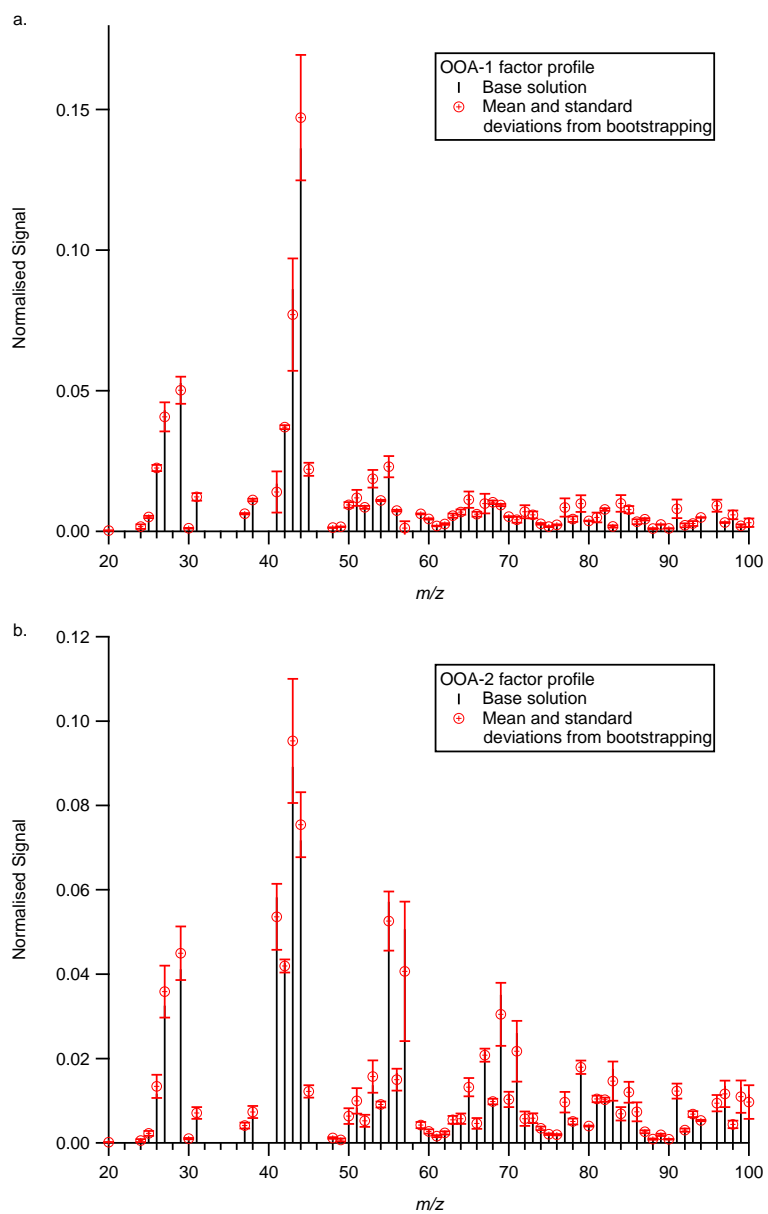 a.
OOA-1 factor profile
Base solution
Mean and standard
deviations from bootstrapping
Normalised Signal
0.15
0.10
0.05
0.00
20 30 40 50 60 70 80 90 100
m/z
b.
OOA-2 factor profile
Base solution
Mean and standard
deviations from bootstrapping
Normalised Signal
0.12
0.10
0.08
0.06
0.04
0.02
0.00
20 30 40 50 60 70 80 90 100
m/z